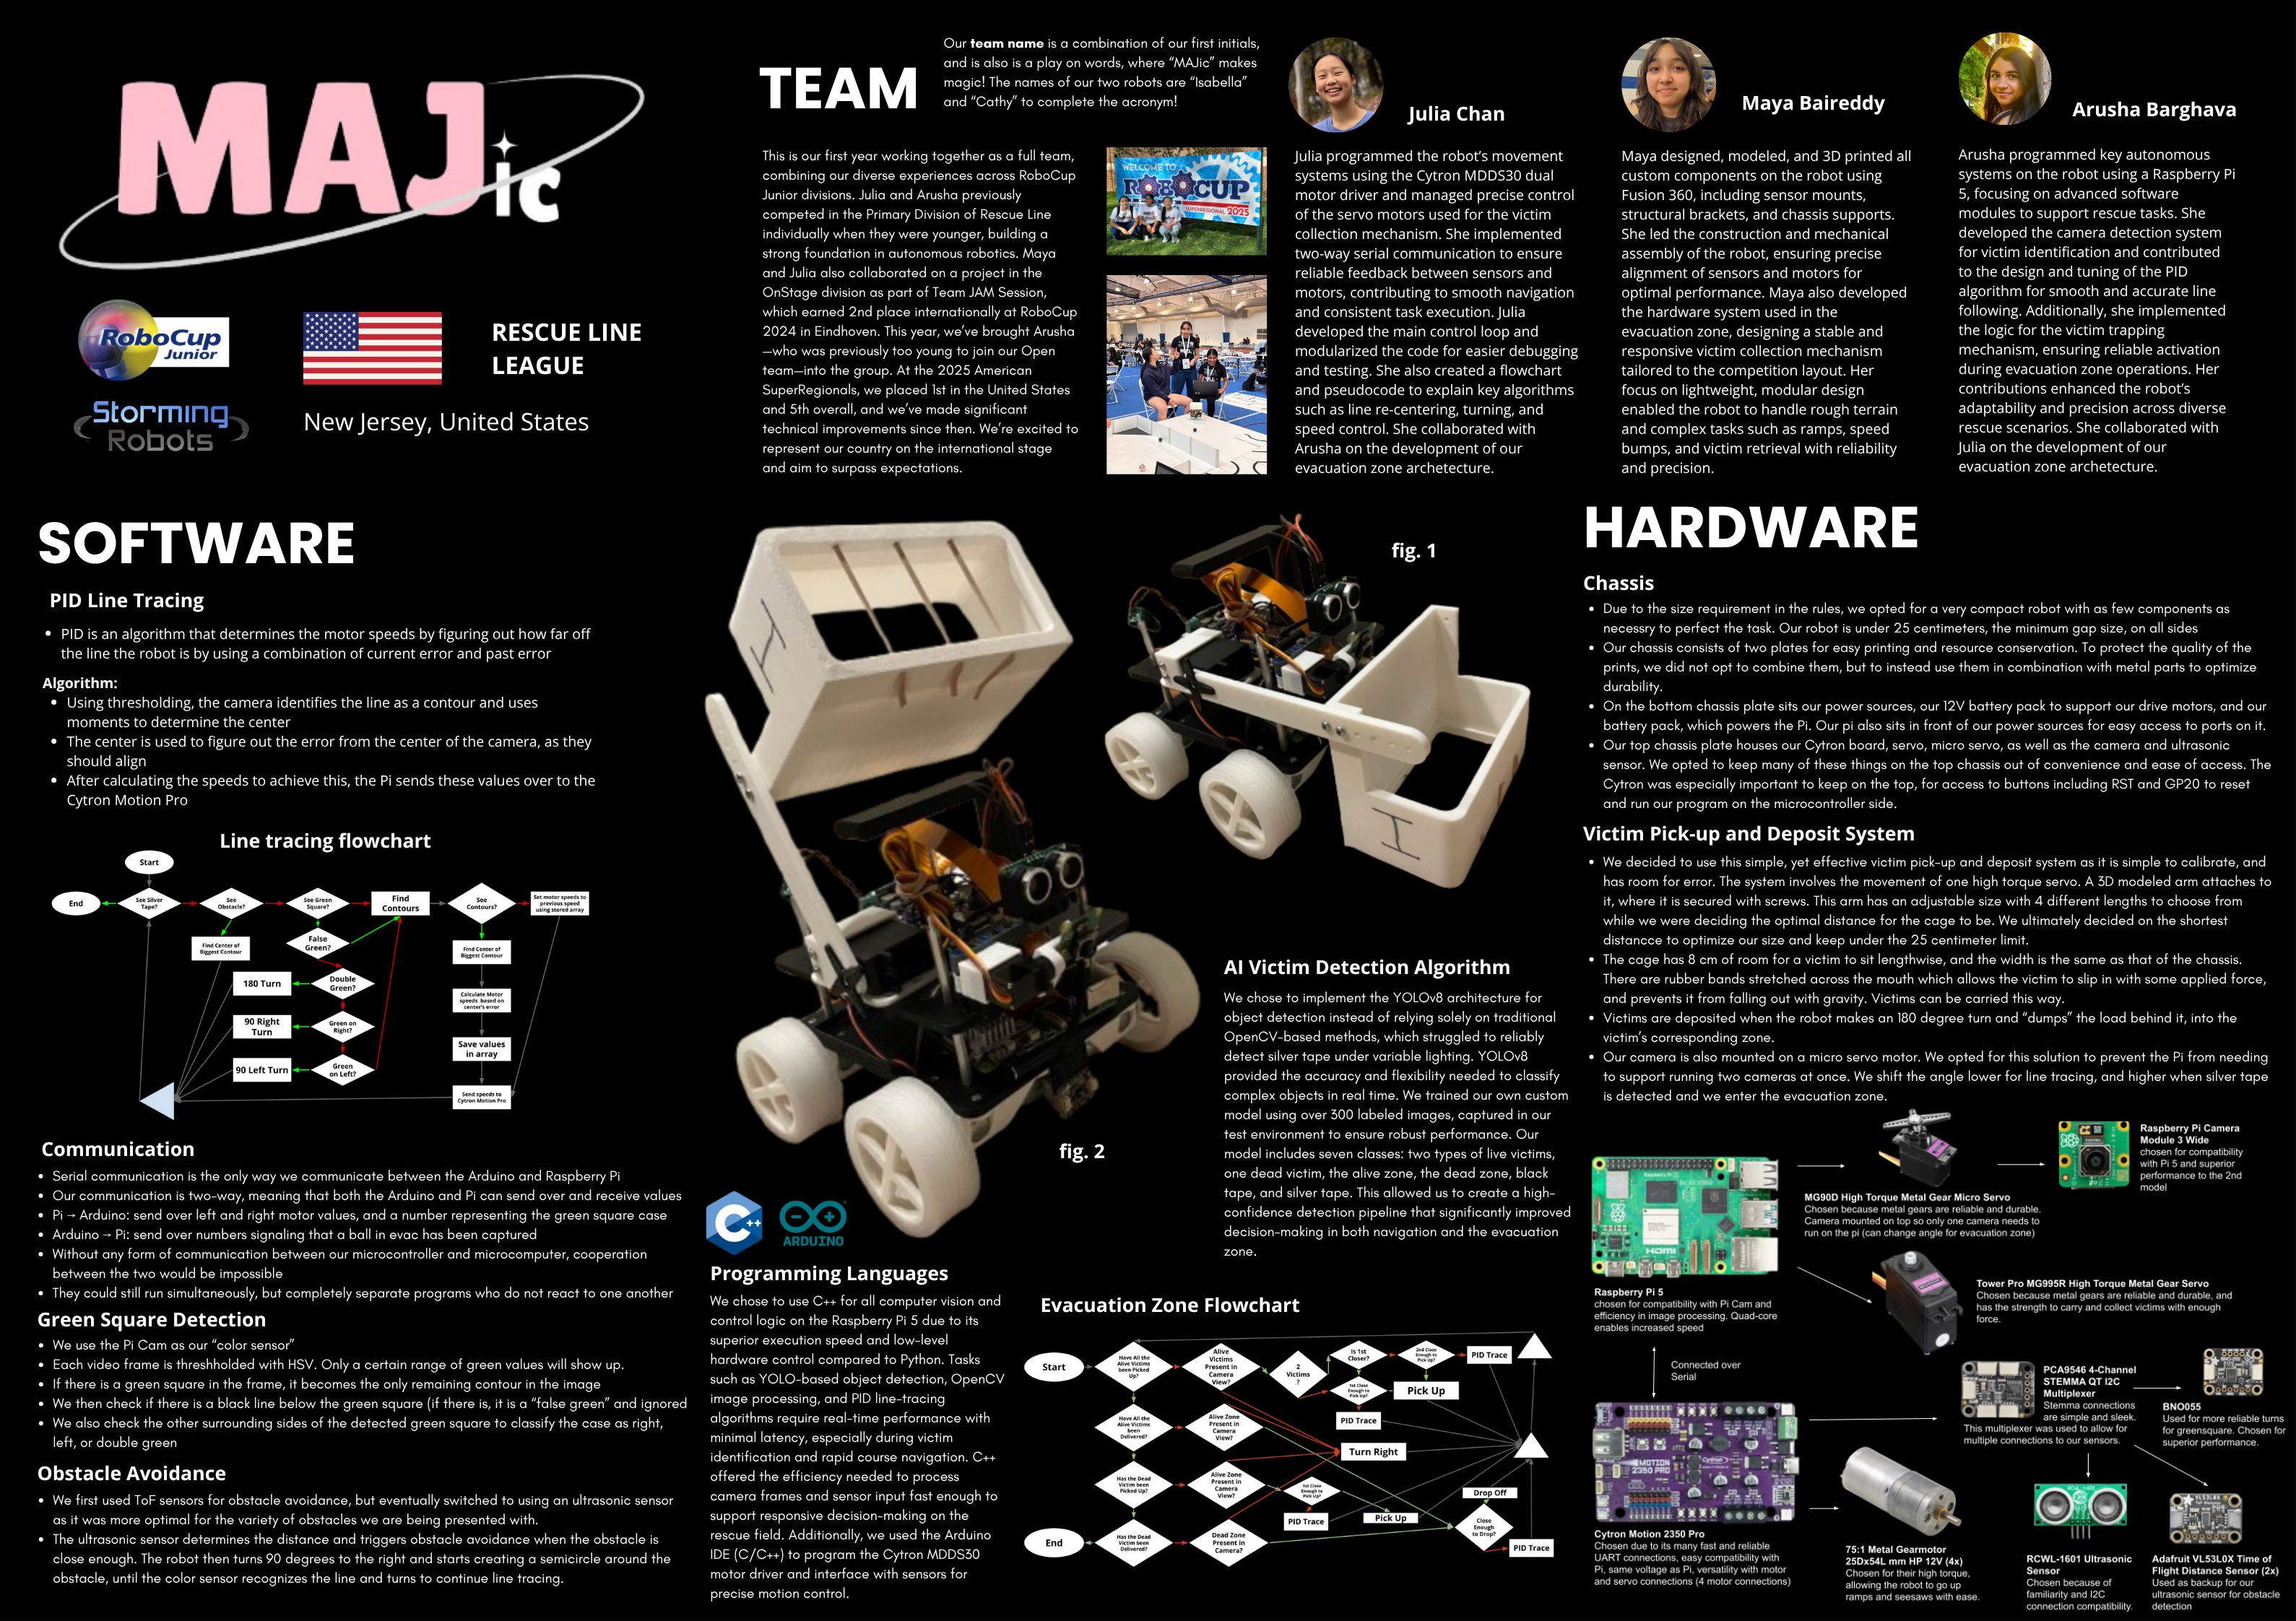 MAJic
RoboCup
Junior
Storming
Robots
RESCUE LINE
LEAGUE
New Jersey, United States
TEAM
Our team name is a combination of our first initials,
and is also is a play on words, where “MAJic” makes
magic! The names of our two robots are “Isabella”
and “Cathy” to complete the acronym!
This is our first year working together as a full team,
combining our diverse experiences across RoboCup
Junior divisions. Julia and Arusha previously
competed in the Primary Division of Rescue Line
individually when they were younger, building a
strong foundation in autonomous robotics. Maya
and Julia also collaborated on a project in the
OnStage division as part of Team JAM Session,
which earned 2nd place internationally at RoboCup
2024 in Eindhoven. This year, we’ve brought Arusha
—who was previously too young to join our Open
team—into the group. At the 2025 American
SuperRegionals, we placed 1st in the United States
and 5th overall, and we’ve made significant
technical improvements since then. We’re excited to
represent our country on the international stage
and aim to surpass expectations.
WELCOME TO
ROBOCUP
SUPERREGIONAL 2025
Julia Chan
Julia programmed the robot’s movement
systems using the Cytron MDDS30 dual
motor driver and managed precise control
of the servo motors used for the victim
collection mechanism. She implemented
two-way serial communication to ensure
reliable feedback between sensors and
motors, contributing to smooth navigation
and consistent task execution. Julia
developed the main control loop and
modularized the code for easier debugging
and testing. She also created a flowchart
and pseudocode to explain key algorithms
such as line re-centering, turning, and
speed control. She collaborated with
Arusha on the development of our
evacuation zone archetecture.
Maya Baireddy
Maya designed, modeled, and 3D printed all
custom components on the robot using
Fusion 360, including sensor mounts,
structural brackets, and chassis supports.
She led the construction and mechanical
assembly of the robot, ensuring precise
alignment of sensors and motors for
optimal performance. Maya also developed
the hardware system used in the
evacuation zone, designing a stable and
responsive victim collection mechanism
tailored to the competition layout. Her
focus on lightweight, modular design
enabled the robot to handle rough terrain
and complex tasks such as ramps, speed
bumps, and victim retrieval with reliability
and precision.
Arusha Barghava
Arusha programmed key autonomous
systems on the robot using a Raspberry Pi
5, focusing on advanced software
modules to support rescue tasks. She
developed the camera detection system
for victim identification and contributed
to the design and tuning of the PID
algorithm for smooth and accurate line
following. Additionally, she implemented
the logic for the victim trapping
mechanism, ensuring reliable activation
during evacuation zone operations. Her
contributions enhanced the robot’s
adaptability and precision across diverse
rescue scenarios. She collaborated with
Julia on the development of our
evacuation zone archetecture.
SOFTWARE
PID Line Tracing
• PID is an algorithm that determines the motor speeds by figuring out how far off
the line the robot is by using a combination of current error and past error
Algorithm:
• Using thresholding, the camera identifies the line as a contour and uses
moments to determine the center
• The center is used to figure out the error from the center of the camera, as they
should align
• After calculating the speeds to achieve this, the Pi sends these values over to the
Cytron Motion Pro
Line tracing flowchart
Start
End
See Silver
Tape?
See
Obstacle?
See Green
Square?
Find
Contours
See
Contours?
Set motor speeds to
previous speed
using stored array
Find Center of
Biggest Contour
False
Green?
Find Center of
Biggest Contour
180 Turn
Double
Green?
Calculate Motor
speeds based on
center's error
90 Right
Turn
Green on
Right?
Save values
in array
90 Left Turn
Green
on Left?
Send speeds to
Cytron Motion Pro
Communication
• Serial communication is the only way we communicate between the Arduino and Raspberry Pi
• Our communication is two-way, meaning that both the Arduino and Pi can send over and receive values
• Pi → Arduino: send over left and right motor values, and a number representing the green square case
• Arduino → Pi: send over numbers signaling that a ball in evac has been captured
• Without any form of communication between our microcontroller and microcomputer, cooperation
between the two would be impossible
• They could still run simultaneously, but completely separate programs who do not react to one another
Green Square Detection
• We use the Pi Cam as our “color sensor”
• Each video frame is threshholded with HSV. Only a certain range of green values will show up.
• If there is a green square in the frame, it becomes the only remaining contour in the image
• We then check if there is a black line below the green square (if there is, it is a “false green” and ignored
• We also check the other surrounding sides of the detected green square to classify the case as right,
left, or double green
Obstacle Avoidance
• We first used ToF sensors for obstacle avoidance, but eventually switched to using an ultrasonic sensor
as it was more optimal for the variety of obstacles we are being presented with.
• The ultrasonic sensor determines the distance and triggers obstacle avoidance when the obstacle is
close enough. The robot then turns 90 degrees to the right and starts creating a semicircle around the
obstacle, until the color sensor recognizes the line and turns to continue line tracing.
fig. 1
fig. 2
C++
ARDUINO
Programming Languages
We chose to use C++ for all computer vision and
control logic on the Raspberry Pi 5 due to its
superior execution speed and low-level
hardware control compared to Python. Tasks
such as YOLO-based object detection, OpenCV
image processing, and PID line-tracing
algorithms require real-time performance with
minimal latency, especially during victim
identification and rapid course navigation. C++
offered the efficiency needed to process
camera frames and sensor input fast enough to
support responsive decision-making on the
rescue field. Additionally, we used the Arduino
IDE (C/C++) to program the Cytron MDDS30
motor driver and interface with sensors for
precise motion control.
AI Victim Detection Algorithm
We chose to implement the YOLOv8 architecture for
object detection instead of relying solely on traditional
OpenCV-based methods, which struggled to reliably
detect silver tape under variable lighting. YOLOv8
provided the accuracy and flexibility needed to classify
complex objects in real time. We trained our own custom
model using over 300 labeled images, captured in our
test environment to ensure robust performance. Our
model includes seven classes: two types of live victims,
one dead victim, the alive zone, the dead zone, black
tape, and silver tape. This allowed us to create a high-
confidence detection pipeline that significantly improved
decision-making in both navigation and the evacuation
zone.
Evacuation Zone Flowchart
Start
Have All the
Alive Victims
been Picked
Up?
Alive
Victims
Present in
Camera
View?
2
Victims
?
Is 1st
Closer?
2nd Close
Enough to
Pick Up?
PID Trace
1st Close
Enough to
Pick Up?
Pick Up
PID Trace
Have All the
Alive Victims
been
Delivered?
Alive Zone
Present in
Camera
View?
Turn Right
Has the Dead
Victim been
Picked Up?
Alive Zone
Present in
Camera
View?
1st Close
Enough to
Pick Up?
PID Trace
Pick Up
Drop Off
Close
Enough
to Drop?
PID Trace
End
Has the Dead
Victim been
Delivered?
Dead Zone
Present in
Camera?
HARDWARE
Chassis
• Due to the size requirement in the rules, we opted for a very compact robot with as few components as
necessry to perfect the task. Our robot is under 25 centimeters, the minimum gap size, on all sides
• Our chassis consists of two plates for easy printing and resource conservation. To protect the quality of the
prints, we did not opt to combine them, but to instead use them in combination with metal parts to optimize
durability.
• On the bottom chassis plate sits our power sources, our 12V battery pack to support our drive motors, and our
battery pack, which powers the Pi. Our pi also sits in front of our power sources for easy access to ports on it.
• Our top chassis plate houses our Cytron board, servo, micro servo, as well as the camera and ultrasonic
sensor. We opted to keep many of these things on the top chassis out of convenience and ease of access. The
Cytron was especially important to keep on the top, for access to buttons including RST and GP20 to reset
and run our program on the microcontroller side.
Victim Pick-up and Deposit System
• We decided to use this simple, yet effective victim pick-up and deposit system as it is simple to calibrate, and
has room for error. The system involves the movement of one high torque servo. A 3D modeled arm attaches to
it, where it is secured with screws. This arm has an adjustable size with 4 different lengths to choose from
while we were deciding the optimal distance for the cage to be. We ultimately decided on the shortest
distancce to optimize our size and keep under the 25 centimeter limit.
• The cage has 8 cm of room for a victim to sit lengthwise, and the width is the same as that of the chassis.
There are rubber bands stretched across the mouth which allows the victim to slip in with some applied force,
and prevents it from falling out with gravity. Victims can be carried this way.
• Victims are deposited when the robot makes an 180 degree turn and “dumps” the load behind it, into the
victim’s corresponding zone.
• Our camera is also mounted on a micro servo motor. We opted for this solution to prevent the Pi from needing
to support running two cameras at once. We shift the angle lower for line tracing, and higher when silver tape
is detected and we enter the evacuation zone.
HDMI
Raspberry Pi 5
chosen for compatibility with Pi Cam and
efficiency in image processing. Quad-core
enables increased speed
MG90D High Torque Metal Gear Micro Servo
Chosen because metal gears are reliable and durable.
Camera mounted on top so only one camera needs to
run on the pi (can change angle for evacuation zone)
Raspberry Pi Camera
Module 3 Wide
chosen for compatibility
with Pi 5 and superior
performance to the 2nd
model
Tower Pro MG995R High Torque Metal Gear Servo
Chosen because metal gears are reliable and durable, and
has the strength to carry and collect victims with enough
force.
Connected over
Serial
MOTION
2350 PRO
Cytron
Cytron Motion 2350 Pro
Chosen due to its many fast and reliable
UART connections, easy compatibility with
Pi, same voltage as Pi, versatility with motor
and servo connections (4 motor connections)
PCA9546 4-Channel
STEMMA QT I2C
Multiplexer
Stemma connections
are simple and sleek.
This multiplexer was used to allow for
multiple connections to our sensors.
BNO055
Used for more reliable turns
for greensquare. Chosen for
superior performance.
75:1 Metal Gearmotor
25Dx54L mm HP 12V (4x)
Chosen for their high torque,
allowing the robot to go up
ramps and seesaws with ease.
RCWL-1601
RCWL-1601 Ultrasonic
Sensor
Chosen because of
familiarity and I2C
connection compatibility.
VL53L0X
Adafruit VL53L0X Time of
Flight Distance Sensor (2x)
Used as backup for our
ultrasonic sensor for obstacle
detection